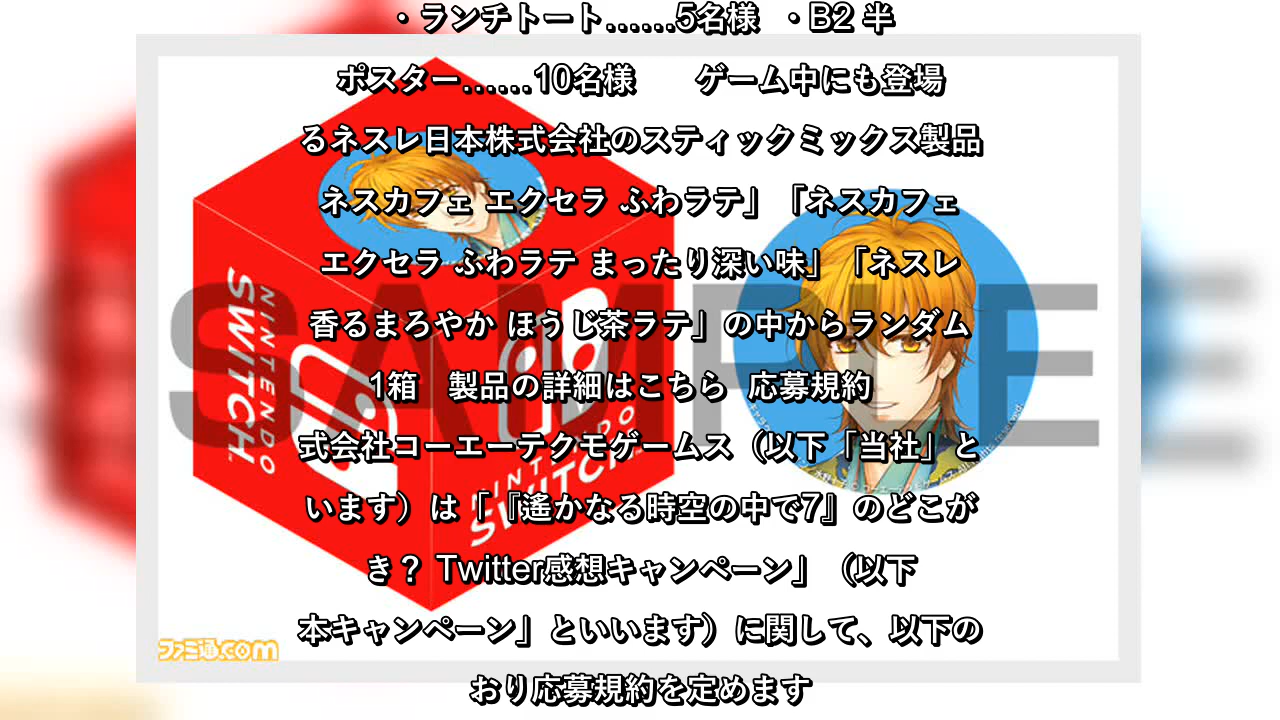 ・ランチトート……5名様　・B2 半
ポスター……10名様　　ゲーム中にも登場
るネスレ日本株式会社のスティックミックス製品
ネスカフェ エクセラ ふわラテ」「ネスカフェ
エクセラ ふわラテ まったり深い味」「ネスレ
香るまろやか ほうじ茶ラテ」の中からランダム
1箱　製品の詳細はこちら 応募規約
式会社コーエーテクモゲームス（以下「当社」と
います）は「『遙かなる時空の中で7』のどこが
き？ Twitter感想キャンペーン」（以下
本キャンペーン」といいます）に関して、以下の
おり応募規約を定めます
SAMPLE
NINTENDO
SWITCH
NINTENDO
SWITCH
ファミ通.com